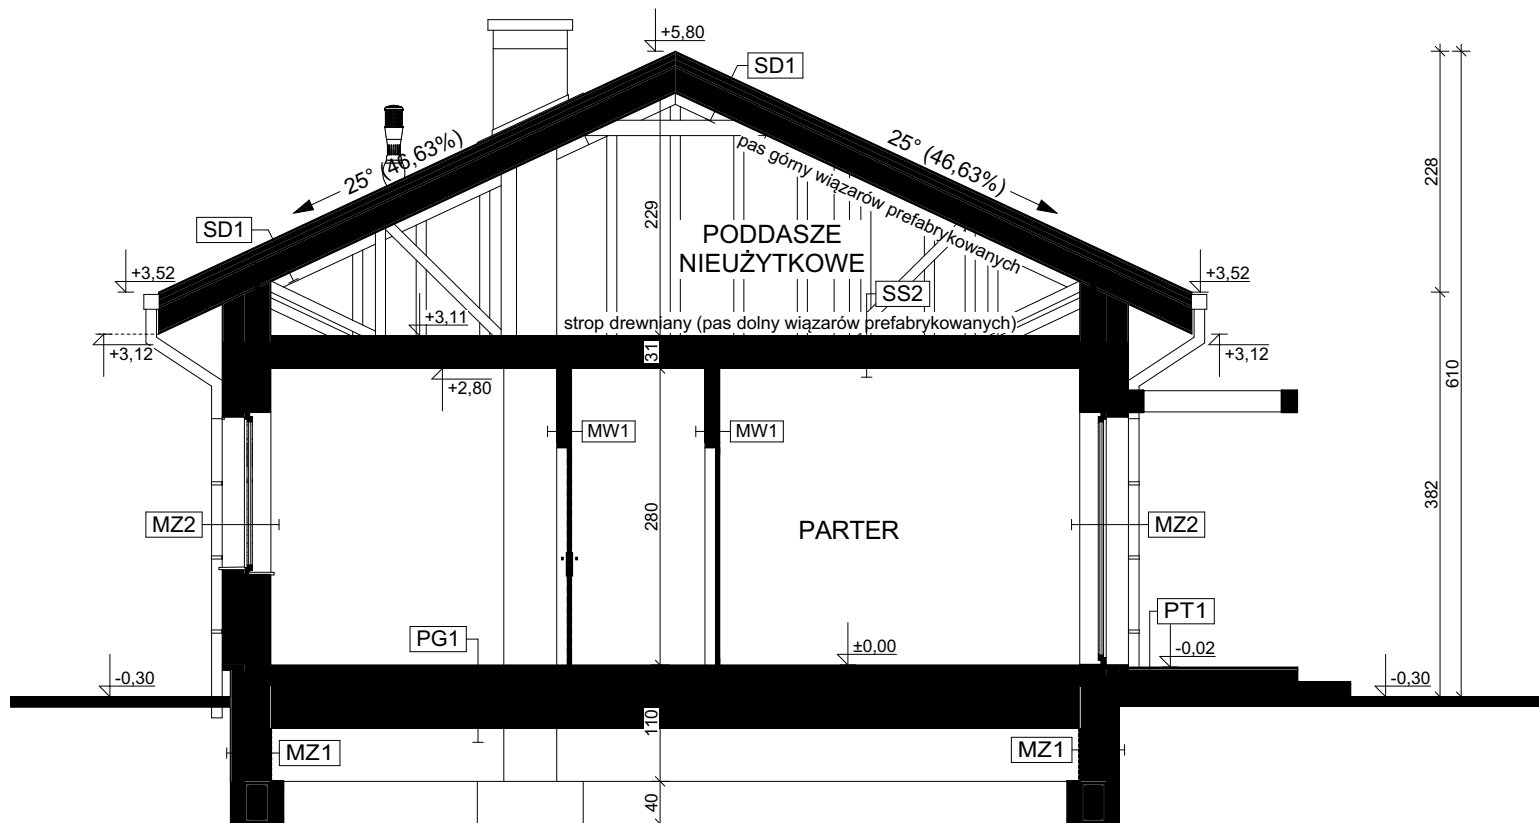 +5,80
SD1
25° (46,63%)
25° (46,63%)
pas górny wiązarów prefabrykowanych
228
229
SD1
PODDASZE
NIEUŻYTKOWE
+3,52
+3,52
SS2
+3,11
strop drewniany (pas dolny wiązarów prefabrykowanych)
+3,12
31
+3,12
+2,80
610
MW1
MW1
382
MZ2
280
PARTER
MZ2
PT1
PG1
±0,00
-0,02
-0,30
-0,30
110
MZ1
MZ1
40